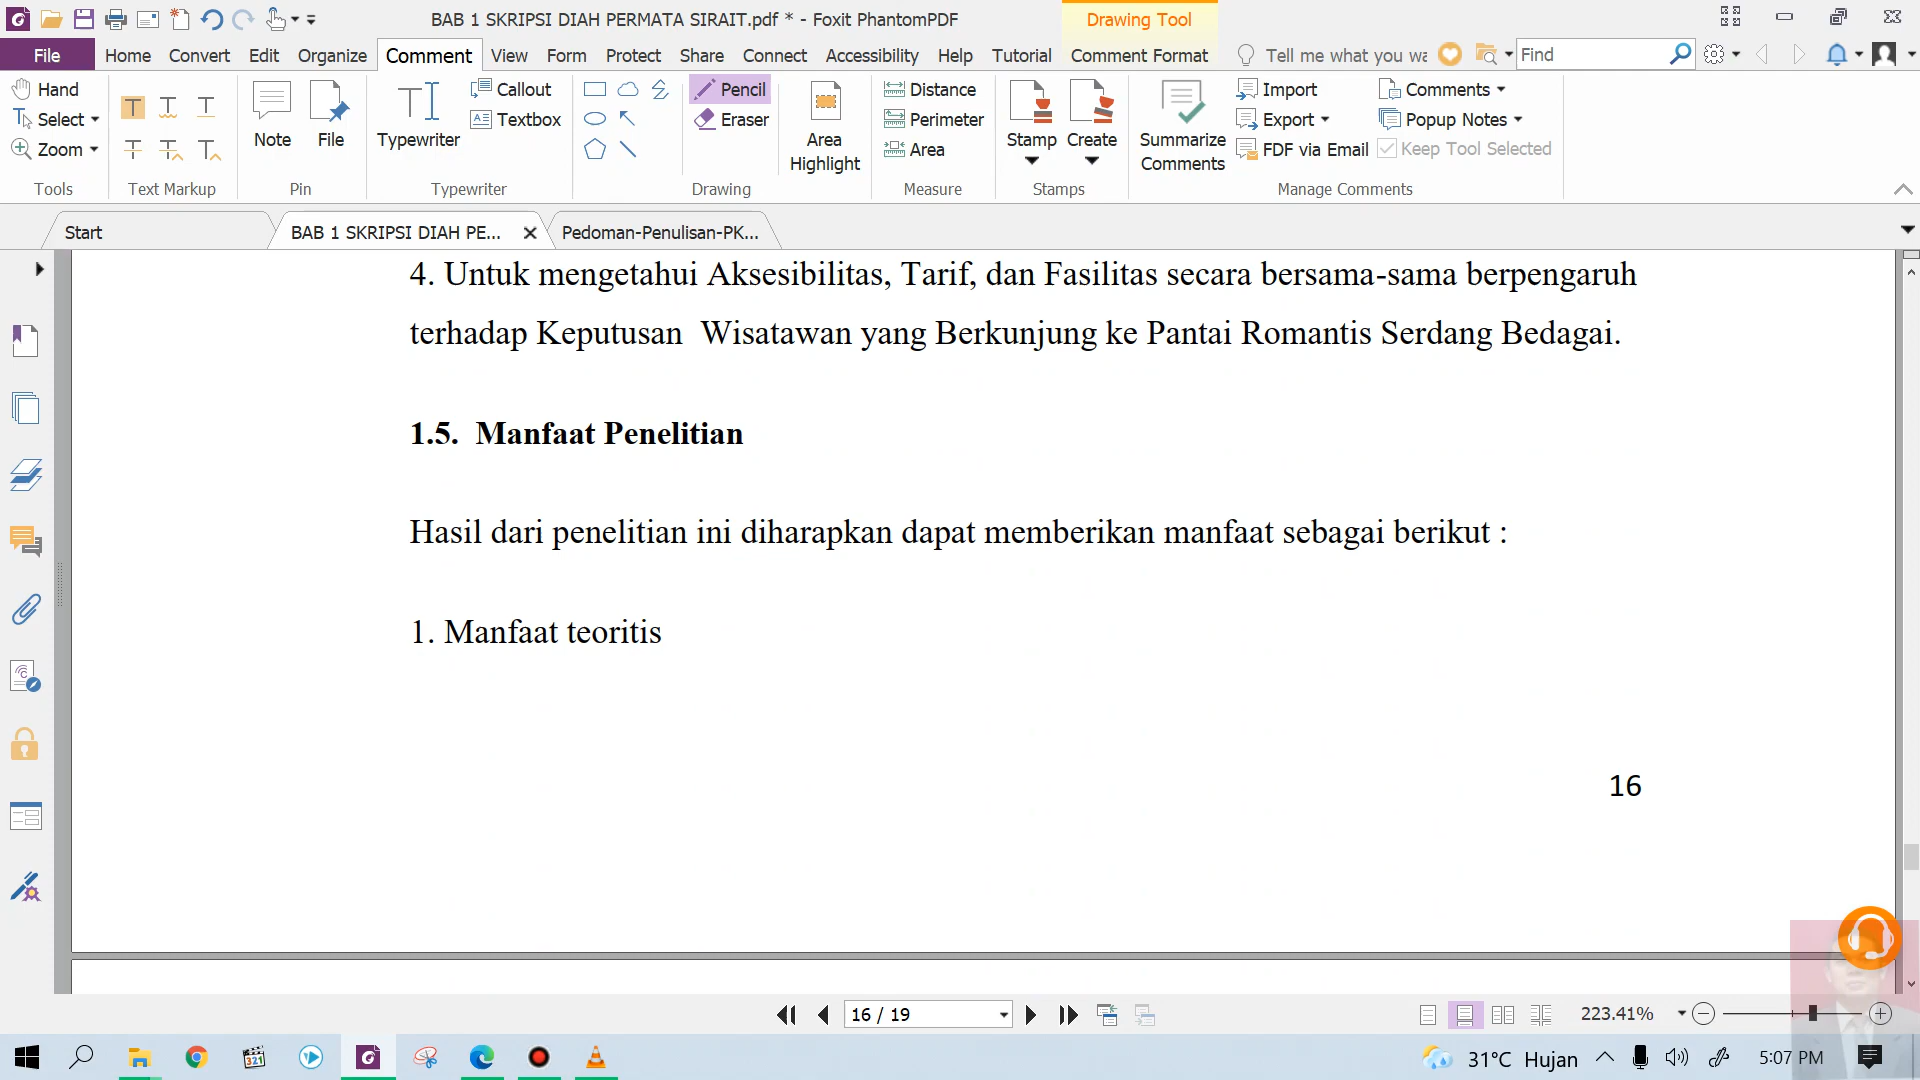 BAB 1 SKRIPSI DIAH PERMATA SIRAIT.pdf * - Foxit PhantomPDF
Drawing Tool
File Home Convert Edit Organize Comment View Form Protect Share Connect Accessibility Help Tutorial Comment Format Tell me what you wa Find
Hand
Select
Zoom
Tools
Text Markup
Note
File
Pin
Typewriter
Callout
Textbox
Typewriter
Pencil
Eraser
Drawing
Area
Highlight
Distance
Perimeter
Area
Measure
Stamp
Create
Stamps
Summarize
Comments
Import
Export
FDF via Email
Comments
Popup Notes
Keep Tool Selected
Manage Comments
Start
BAB 1 SKRIPSI DIAH PE...
Pedoman-Penulisan-PK...
4. Untuk mengetahui Aksesibilitas, Tarif, dan Fasilitas secara bersama-sama berpengaruh
terhadap Keputusan  Wisatawan yang Berkunjung ke Pantai Romantis Serdang Bedagai.
1.5.  Manfaat Penelitian
Hasil dari penelitian ini diharapkan dapat memberikan manfaat sebagai berikut :
1. Manfaat teoritis
16
16 / 19
223.41%
321
31°C Hujan
5:07 PM